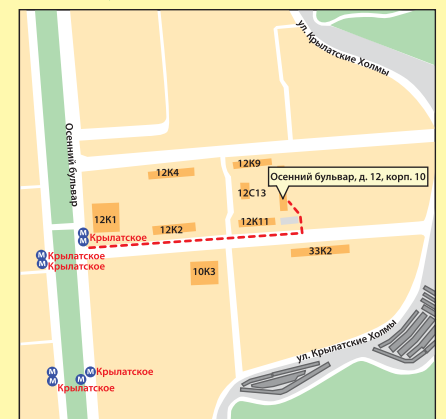 ул. Крылатские Холмы
Осенний бульвар
12К4
12К9
Осенний бульвар, д. 12, корп. 10
12С13
12К1
12К2
12К11
М
М
Крылатское
33К2
М
М
Крылатское
Крылатское
10К3
ул. Крылатские Холмы
М
М
М
М
Крылатское
Крылатское